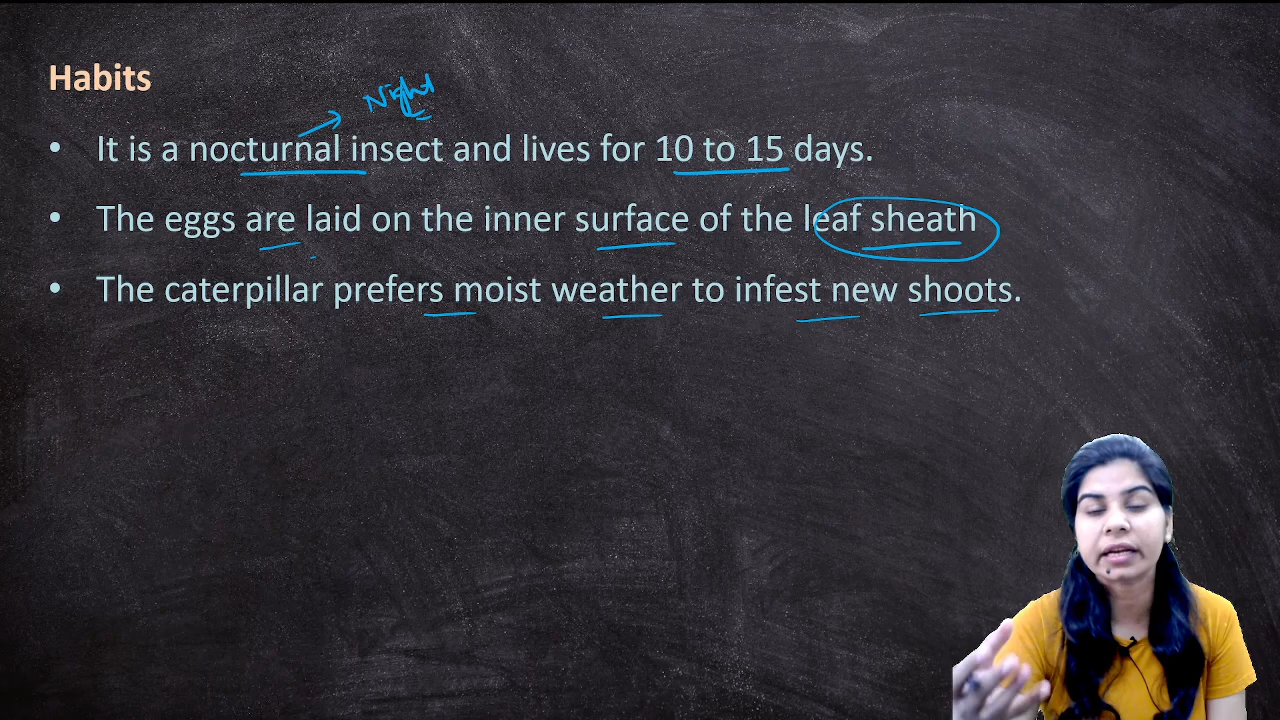 Habits
Night
• It is a nocturnal insect and lives for 10 to 15 days.
• The eggs are laid on the inner surface of the leaf sheath
• The caterpillar prefers moist weather to infest new shoots.